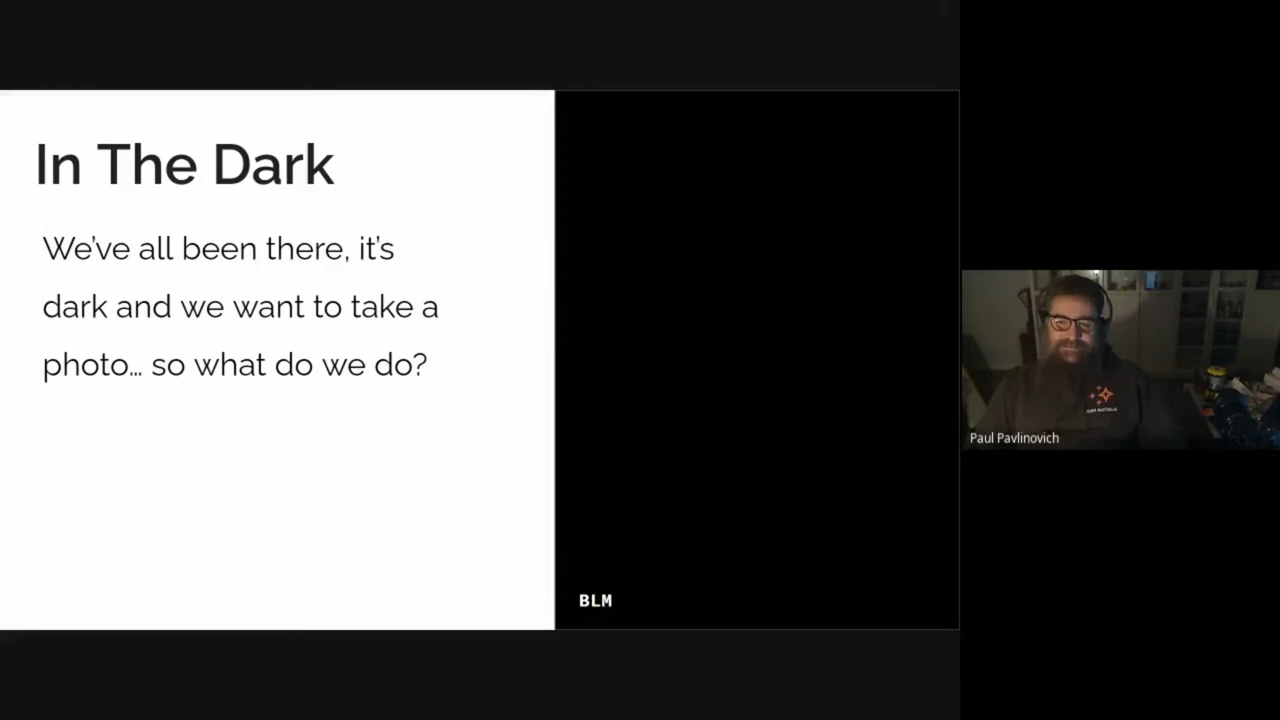 In The Dark
We've all been there, it's
dark and we want to take a
photo... so what do we do?
BLM
Paul Pavlinovich